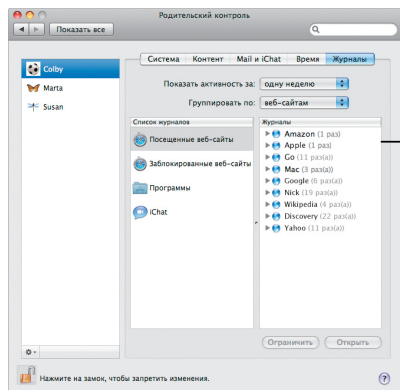 Родительский контроль
Показать все
Colby
Marta
Susan
Система Контент Mail и iChat Время Журналы
Показать активность за: одну неделю
Группировать по: веб-сайтам
Список журналов
Посещенные веб-сайты
Заблокированные веб-сайты
Программы
iChat
Журналы
Amazon (1 раз)
Apple (1 раз)
Go (11 раз(а))
Mac (3 раз(а))
Google (6 раз(а))
Nick (19 раз(а))
Wikipedia (4 раз(а))
Discovery (22 раз(а))
Yahoo (11 раз(а))
Ограничить Открыть
Нажмите на замок, чтобы запретить изменения.
?